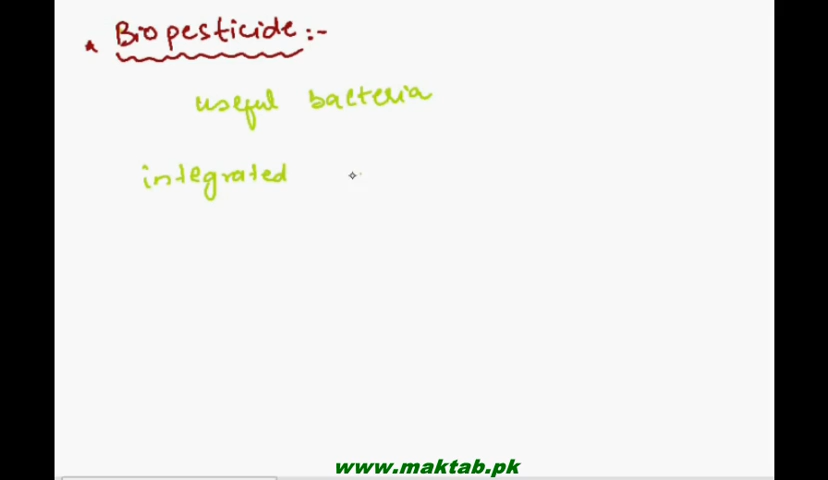 * Biopesticide:-
useful bacteria
integrated
www.maktab.pk